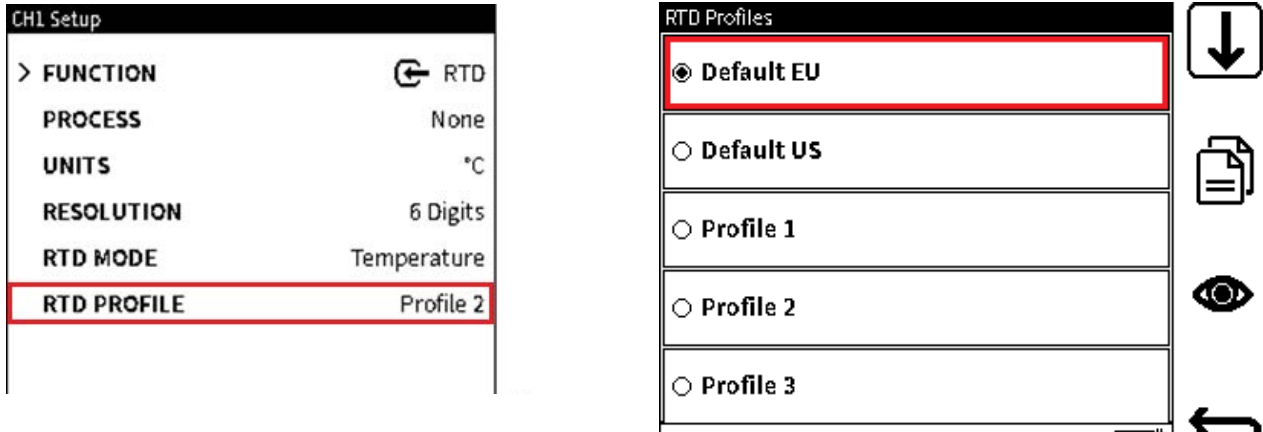 CH1 Setup
> FUNCTION RTD
PROCESS None
UNITS °C
RESOLUTION 6 Digits
RTD MODE Temperature
RTD PROFILE Profile 2
RTD Profiles
Default EU
Default US
Profile 1
Profile 2
Profile 3